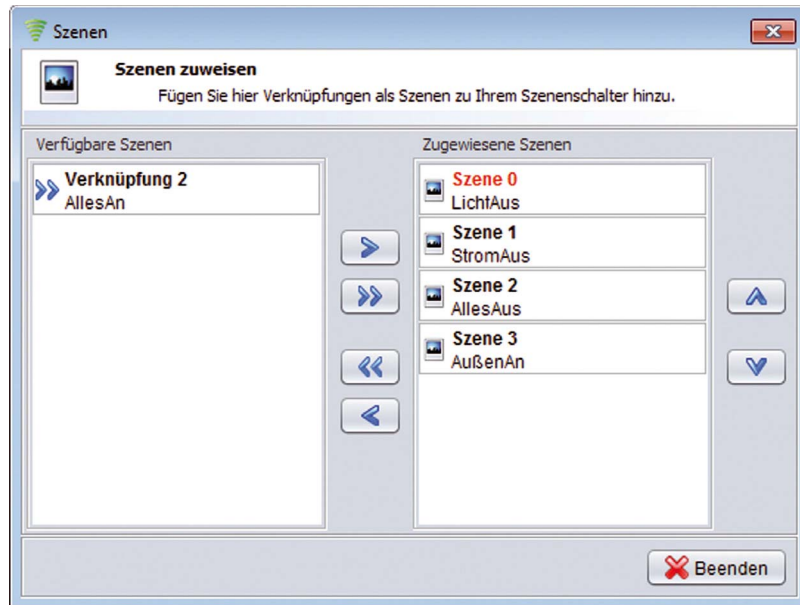 Szenen
Szenen zuweisen
Fügen Sie hier Verknüpfungen als Szenen zu Ihrem Szenenschalter hinzu.
Verfügbare Szenen
Verknüpfung 2
AllesAn
Zugewiesene Szenen
Szene 0
LichtAus
Szene 1
StromAus
Szene 2
AllesAus
Szene 3
AußenAn
Beenden